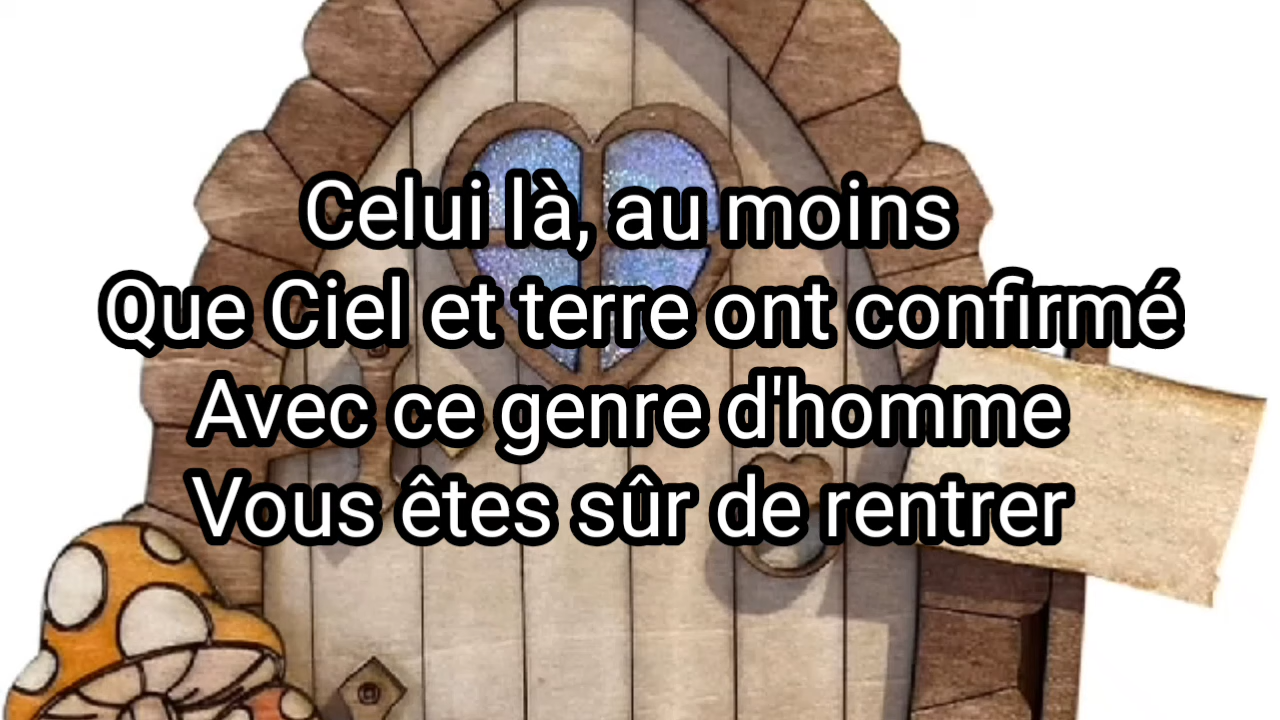 Celui là, au moins
Que Ciel et terre ont confirmé
Avec ce genre d'homme
Vous êtes sûr de rentrer